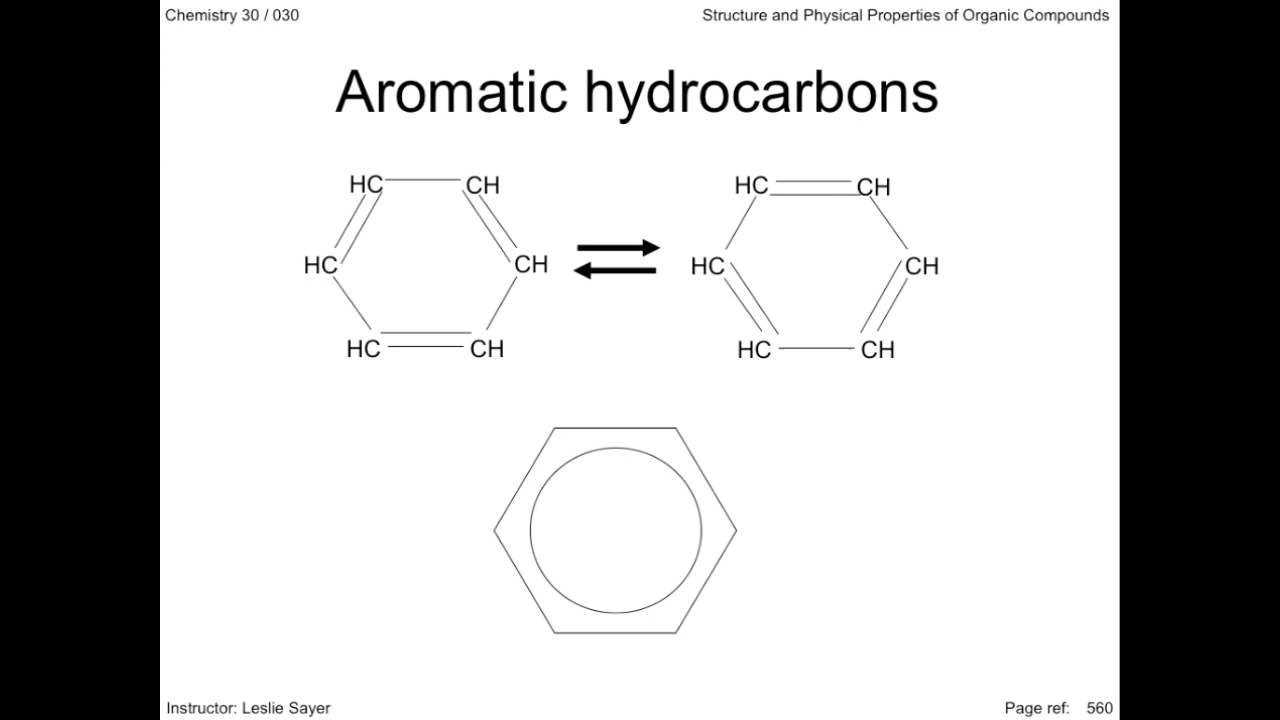 Chemistry 30 / 030
Structure and Physical Properties of Organic Compounds
Aromatic hydrocarbons
HC CH HC CH
HC CH HC CH
HC CH HC CH
Instructor: Leslie Sayer
Page ref: 560